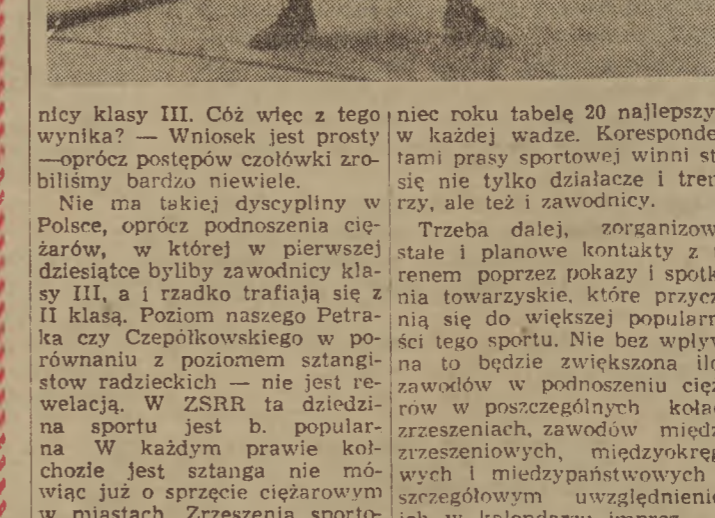 nicy klasy III. Cóż więc z tego
wynika? — Wniosek jest prosty
—oprócz postępów czołówki zro-
biliśmy bardzo niewiele.
Nie ma takiej dyscypliny w
Polsce, oprócz podnoszenia cię-
żarów, w której w pierwszej
dziesiątce byliby zawodnicy kla-
sy III, a i rzadko trafiają się z
II klasą. Poziom naszego Petra-
ka czy Czepółkowskiego w po-
równaniu z poziomem sztangi-
stow radzieckich — nie jest re-
welacją. W ZSRR ta dziedzi-
na sportu jest b. popular-
na W każdym prawie koł-
chozie jest sztanga nie mó-
wiąc już o sprzęcie ciężarowym
w miastach. Zrzeszenia sporto-
niec roku tabelę 20 najlepszy
w każdej wadze. Koresponde
tami prasy sportowej winni st
się nie tylko działacze i tren
rzy, ale też i zawodnicy.
Trzeba dalej, zorganizow
stałe i planowe kontakty z
renem poprzez pokazy i spotk
nia towarzyskie, które przycz
nią się do większej popularn
ści tego sportu. Nie bez wpływ
na to będzie zwiększona ilo
zawodów w podnoszeniu cięż
rów w poszczególnych koła
zrzeszeniach, zawodów międz
zrzeszeniowych, międzyokręg
wych i międzypaństwowych
szczegółowym uwzględnienie
ich w kalendarzu imprez